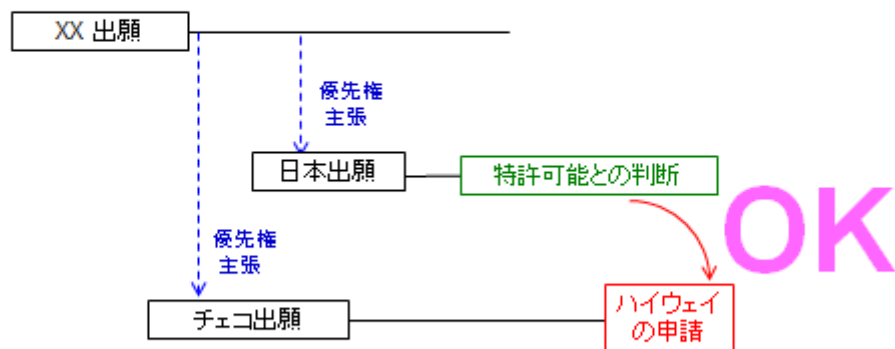 XX 出願
優先権
主張
日本出願
特許可能との判断
OK
優先権
主張
チェコ出願
ハイウェイ
の申請